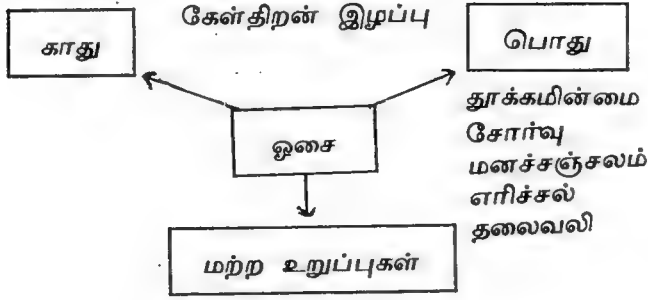 கேள்திறன் இழப்பு
காது
பொது
ஓசை
தூக்கமின்மை
சோர்வு
மனச்சஞ்சலம்
எரிச்சல்
தலைவலி
மற்ற உறுப்புகள்